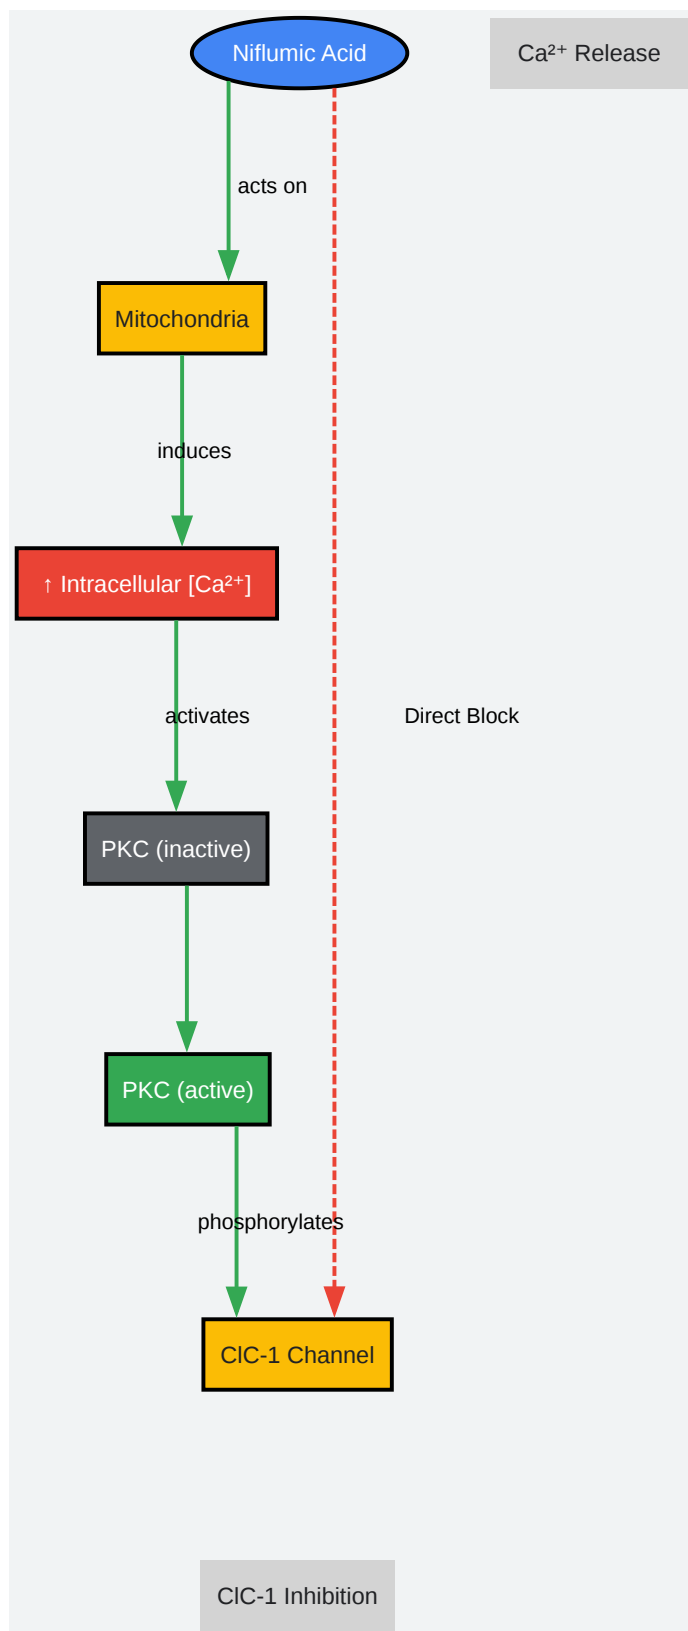 Niflumic Acid
Ca²⁺ Release
acts on
Mitochondria
induces
↑ Intracellular [Ca²⁺]
activates
Direct Block
PKC (inactive)
PKC (active)
phosphorylates
ClC-1 Channel
ClC-1 Inhibition